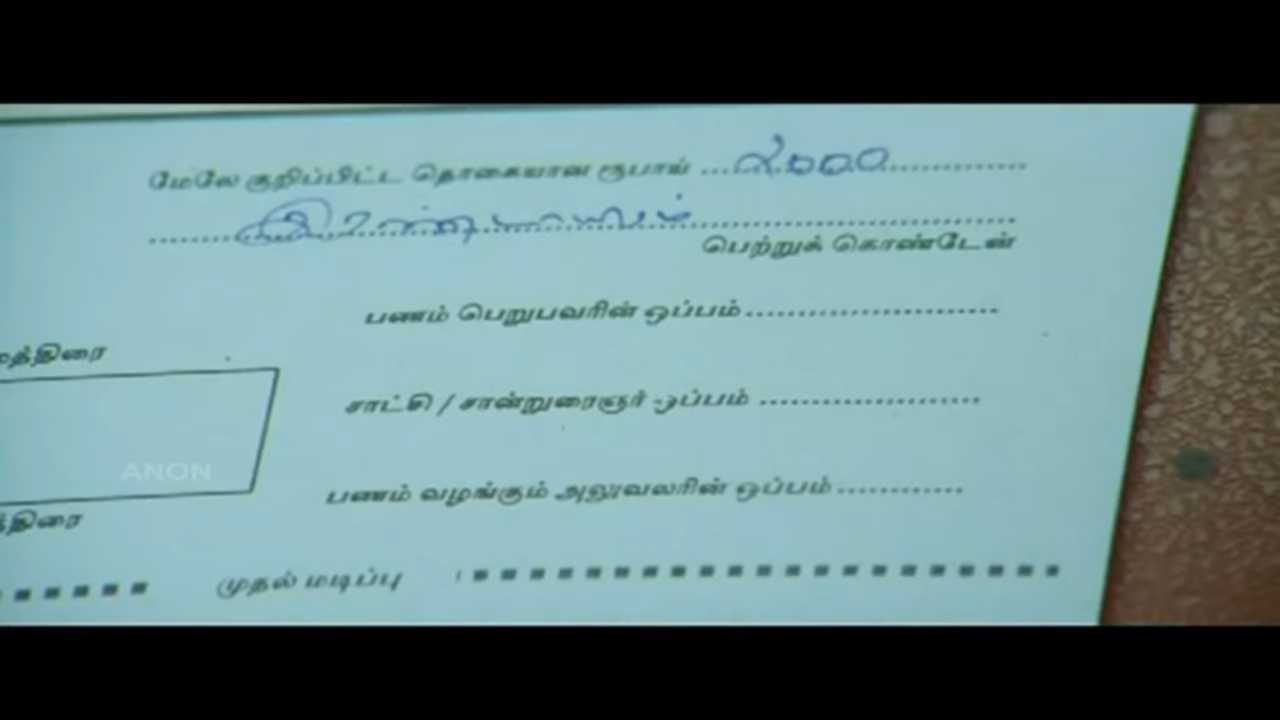 மேலே குறிப்பிட்ட தொகையான ரூபாய் ...2000...
இரண்டாயிரம்
பெற்றுக் கொண்டேன்
பணம் பெறுபவரின் ஒப்பம் ......................
முத்திரை
சாட்சி / சான்றுரைஞர் ஒப்பம் ....................
ANON
பணம் வழங்கும் அலுவலரின் ஒப்பம் ............
த்திரை
முதல் மடிப்பு